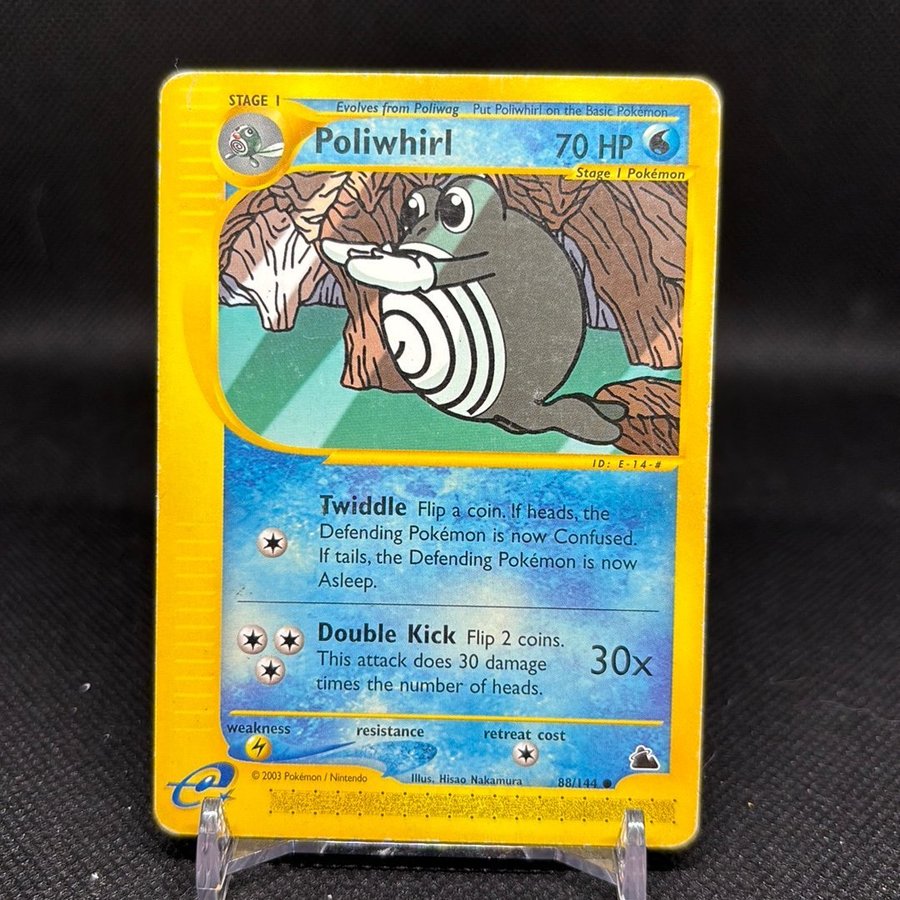 STAGE 1
Evolves from Poliwag Put Poliwhirl on the Basic Pokémon
Poliwhirl 70 HP
Stage 1 Pokémon
ID: E-14-#
Twiddle Flip a coin. If heads, the
Defending Pokémon is now Confused.
If tails, the Defending Pokémon is now
Asleep.
Double Kick Flip 2 coins.
This attack does 30 damage
times the number of heads.
30x
weakness resistance retreat cost
© 2003 Pokémon / Nintendo Illus. Hisao Nakamura 88/144 ●
e